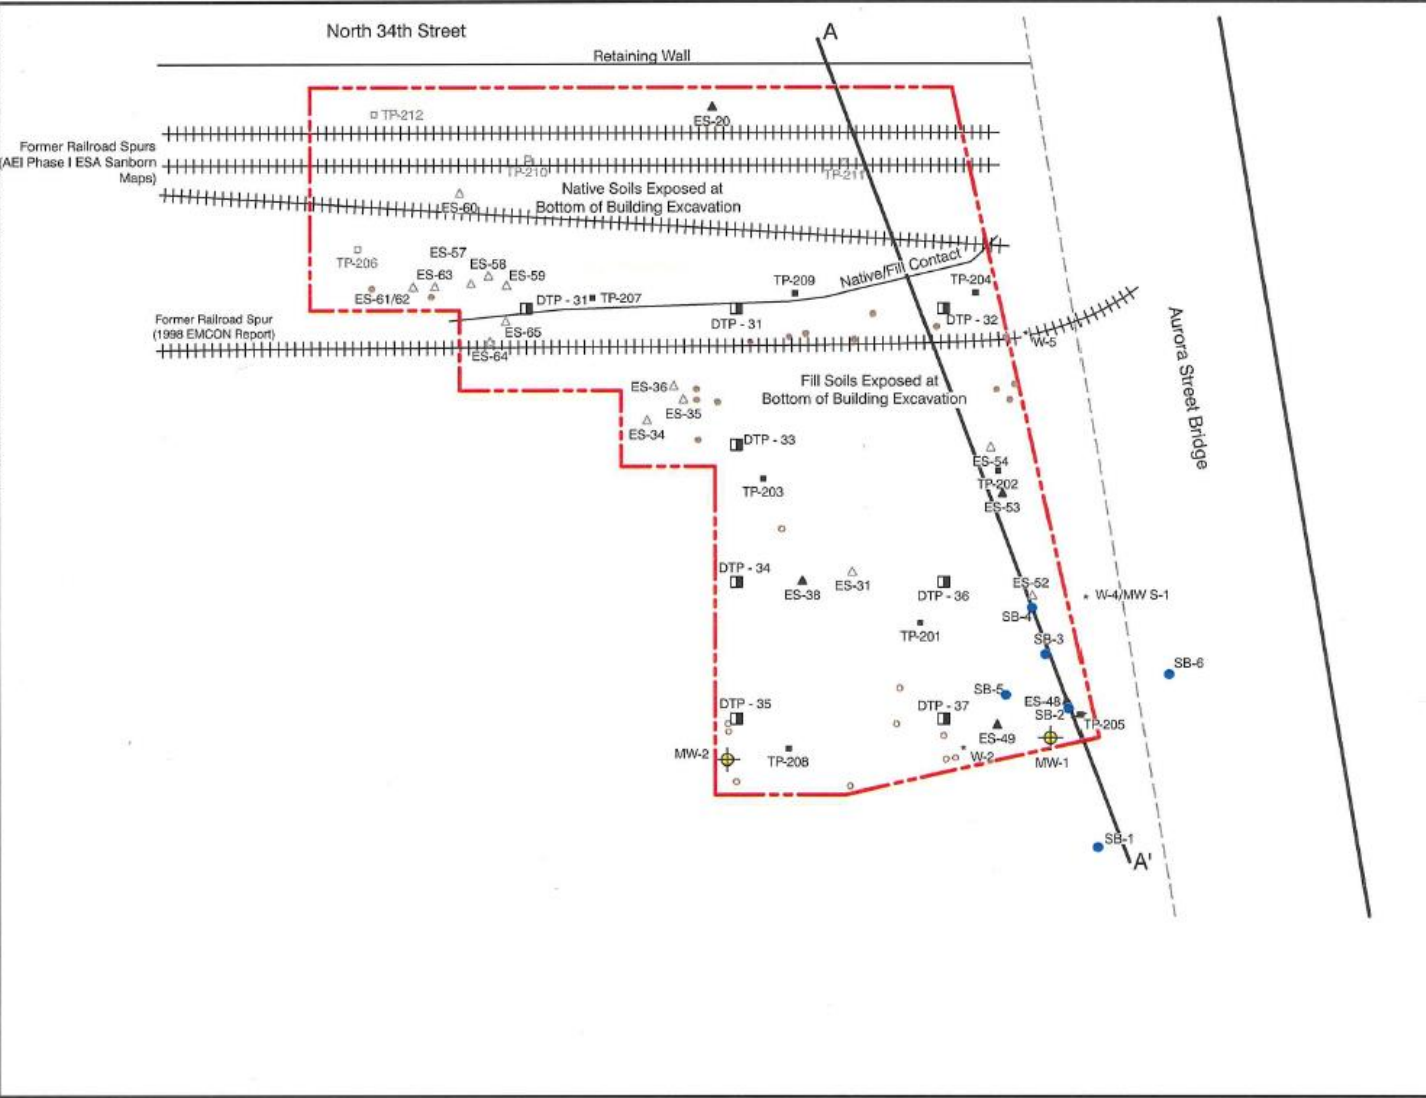 North 34th Street
A
Retaining Wall
TP-212
ES-20
Former Railroad Spurs
(AEI Phase I ESA Sanborn
Maps)
TP-210
TP-211
Native Soils Exposed at
Bottom of Building Excavation
ES-60
ES-57
TP-206
ES-58
ES-63
ES-59
Native/Fill Contact
TP-209
TP-204
ES-61/62
DTP - 31
TP-207
Former Railroad Spur
(1998 EMCON Report)
DTP - 31
DTP - 32
ES-65
W-5
ES-64
Fill Soils Exposed at
Bottom of Building Excavation
Aurora Street Bridge
ES-36
ES-35
ES-34
DTP - 33
ES-54
TP-202
TP-203
ES-53
DTP - 34
ES-38
ES-31
DTP - 36
ES-52
W-4/MW S-1
SB-4
TP-201
SB-3
SB-6
SB-5
DTP - 35
DTP - 37
ES-48
SB-2
TP-205
ES-49
MW-2
TP-208
W-2
MW-1
SB-1
A'